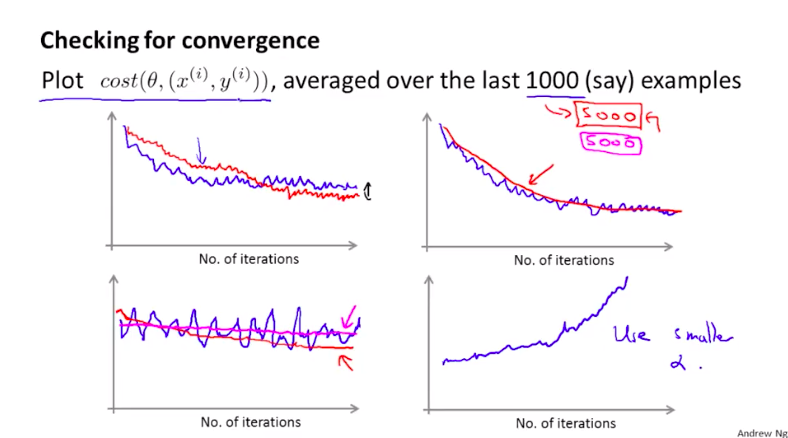 Checking for convergence
Plot cost(θ, (x⁽ⁱ⁾, y⁽ⁱ⁾)), averaged over the last 1000 (say) examples
5000
5000
No. of iterations
No. of iterations
Use smaller
α .
No. of iterations
No. of iterations
Andrew Ng